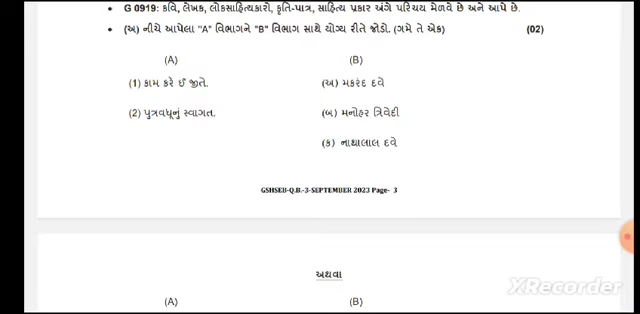 • G 0919: કવિ, લેખક, લોકસાહિત્યકારો, કૃતિ-પાત્ર, સાહિત્ય પ્રકાર અંગે પરિચય મેળવે છે અને આપે છે.
• (અ) નીચે આપેલા "A" વિભાગને "B" વિભાગ સાથે યોગ્ય રીતે જોડો. (ગમે તે એક) (02)
(A) (B)
(1) કામ કરે ઈ જીતે. (અ) મકરંદ દવે
(2) પુત્રવધૂનું સ્વાગત. (બ) મનોહર ત્રિવેદી
(ક) નાથાલાલ દવે
GSHSEB-Q.B.-3-SEPTEMBER 2023 Page- 3
અથવા
XRecorder
(A) (B)